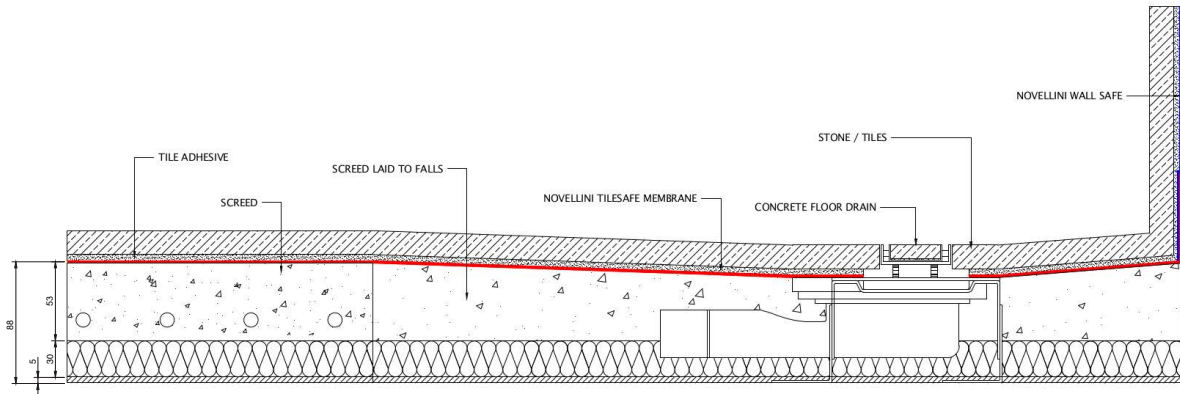 NOVELLINI WALL SAFE
STONE / TILES
TILE ADHESIVE
SCREED LAID TO FALLS
SCREED
NOVELLINI TILESAFE MEMBRANE
CONCRETE FLOOR DRAIN
53
88
30
5